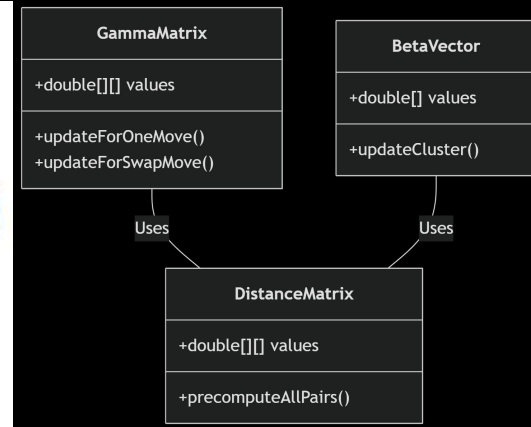 GammaMatrix
+double[][] values
+updateForOneMove()
+updateForSwapMove()
BetaVector
+double[] values
+updateCluster()
Uses
Uses
DistanceMatrix
+double[][] values
+precomputeAllPairs()